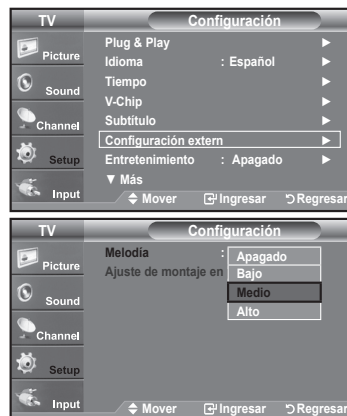 TV Configuración
Picture
Sound
Channel
Setup
Input
Plug & Play
Idioma : Español
Tiempo
V-Chip
Subtítulo
Configuración extern
Entretenimiento : Apagado
▼ Más
Mover Ingresar Regresar
TV Configuración
Picture
Sound
Channel
Setup
Input
Melodía :
Ajuste de montaje en
Apagado
Bajo
Medio
Alto
Mover Ingresar Regresar